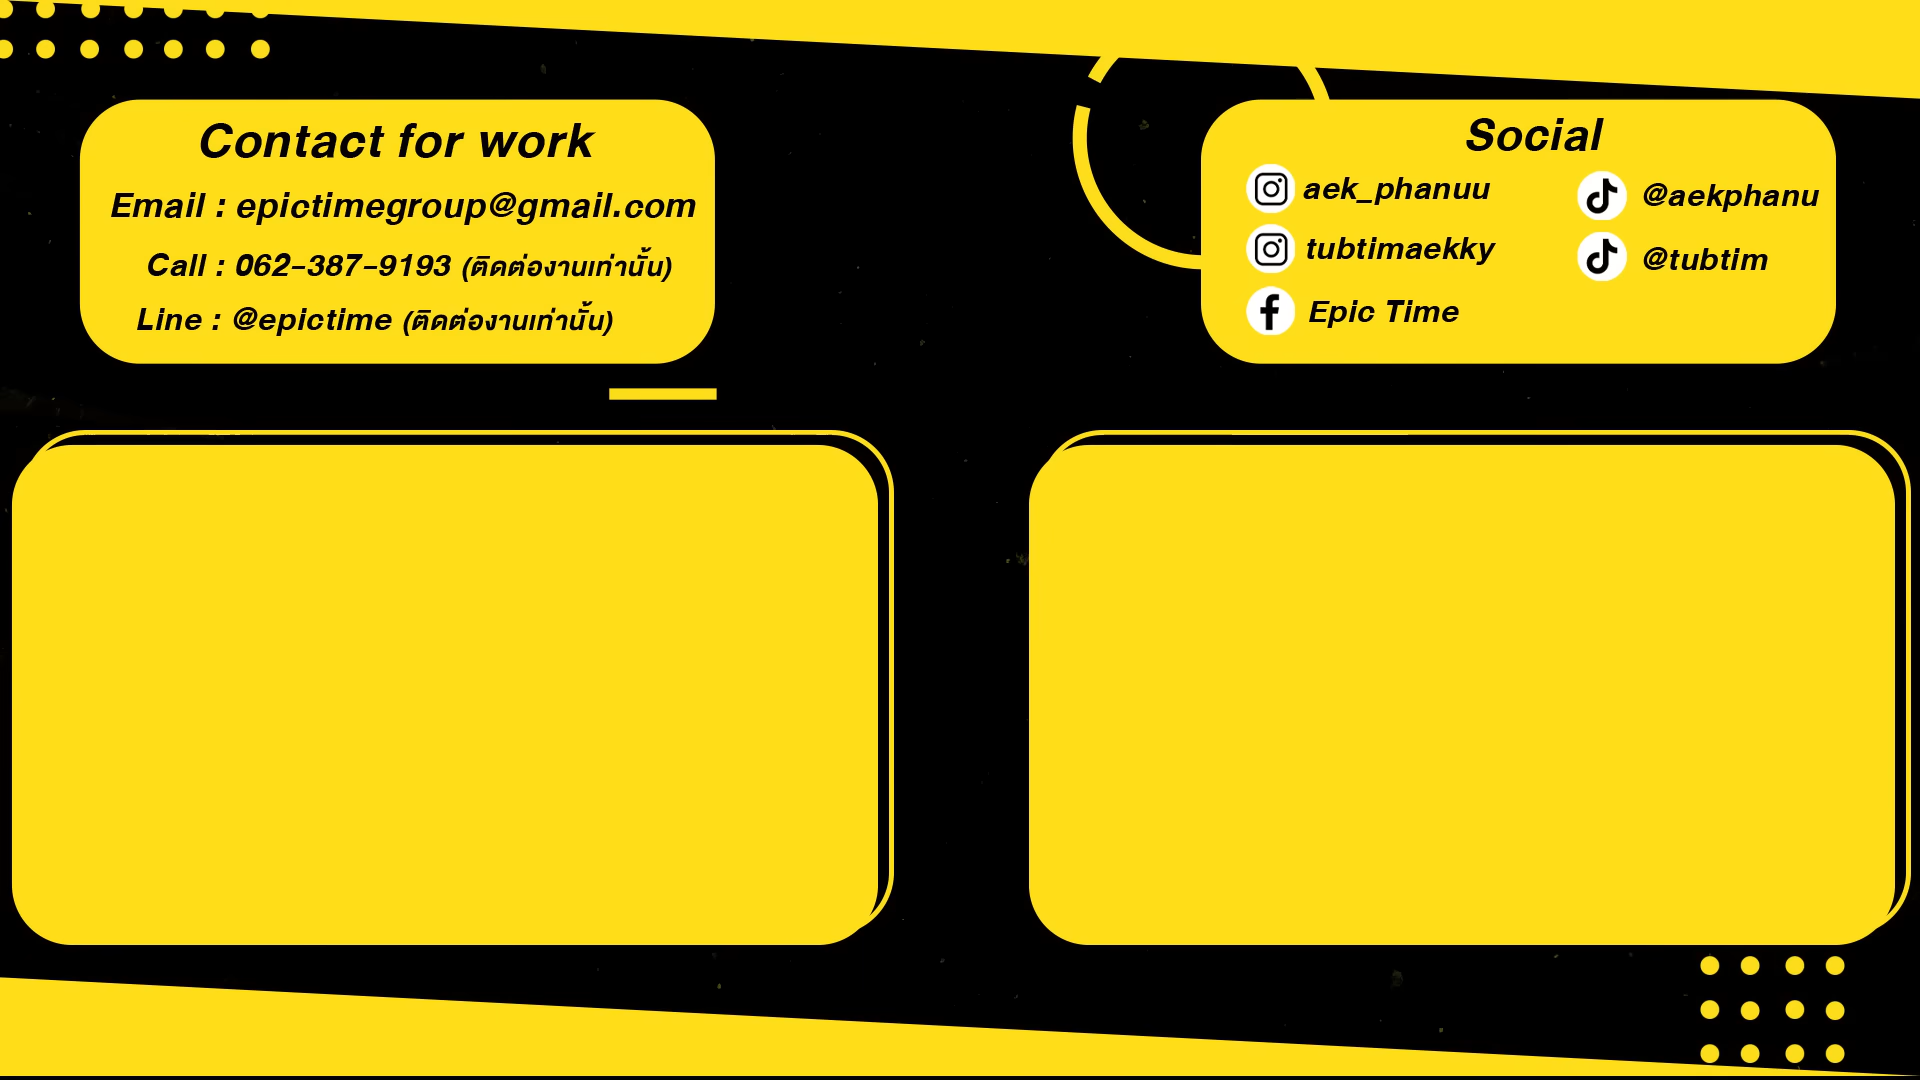 Contact for work
Email : epictimegroup@gmail.com
Call : 062-387-9193 (ติดต่องานเท่านั้น)
Line : @epictime (ติดต่องานเท่านั้น)
Social
aek_phanuu
@aekphanu
tubtimaekky
@tubtim
Epic Time